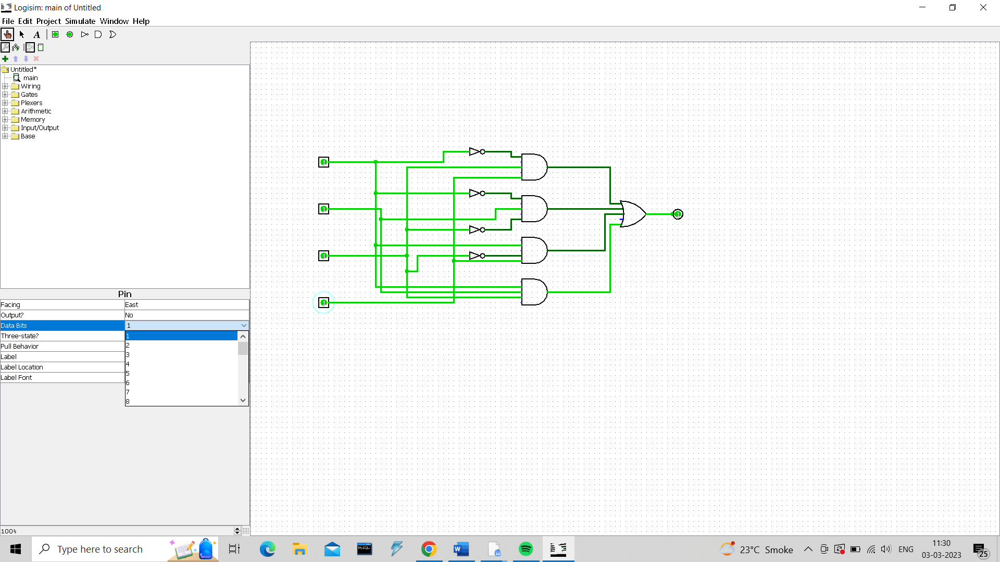 Logisim: main of Untitled
File Edit Project Simulate Window Help
A
Untitled*
main
Wiring
Gates
Plexers
Arithmetic
Memory
Input/Output
Base
Pin
Facing East
Output? No
Data Bits 1
Three-state?
Pull Behavior
Label
Label Location
Label Font
1
2
3
4
5
6
7
8
1
1
1
1
1
100%
Type here to search
MySQL
W
23°C Smoke
ENG
11:30
03-03-2023
25